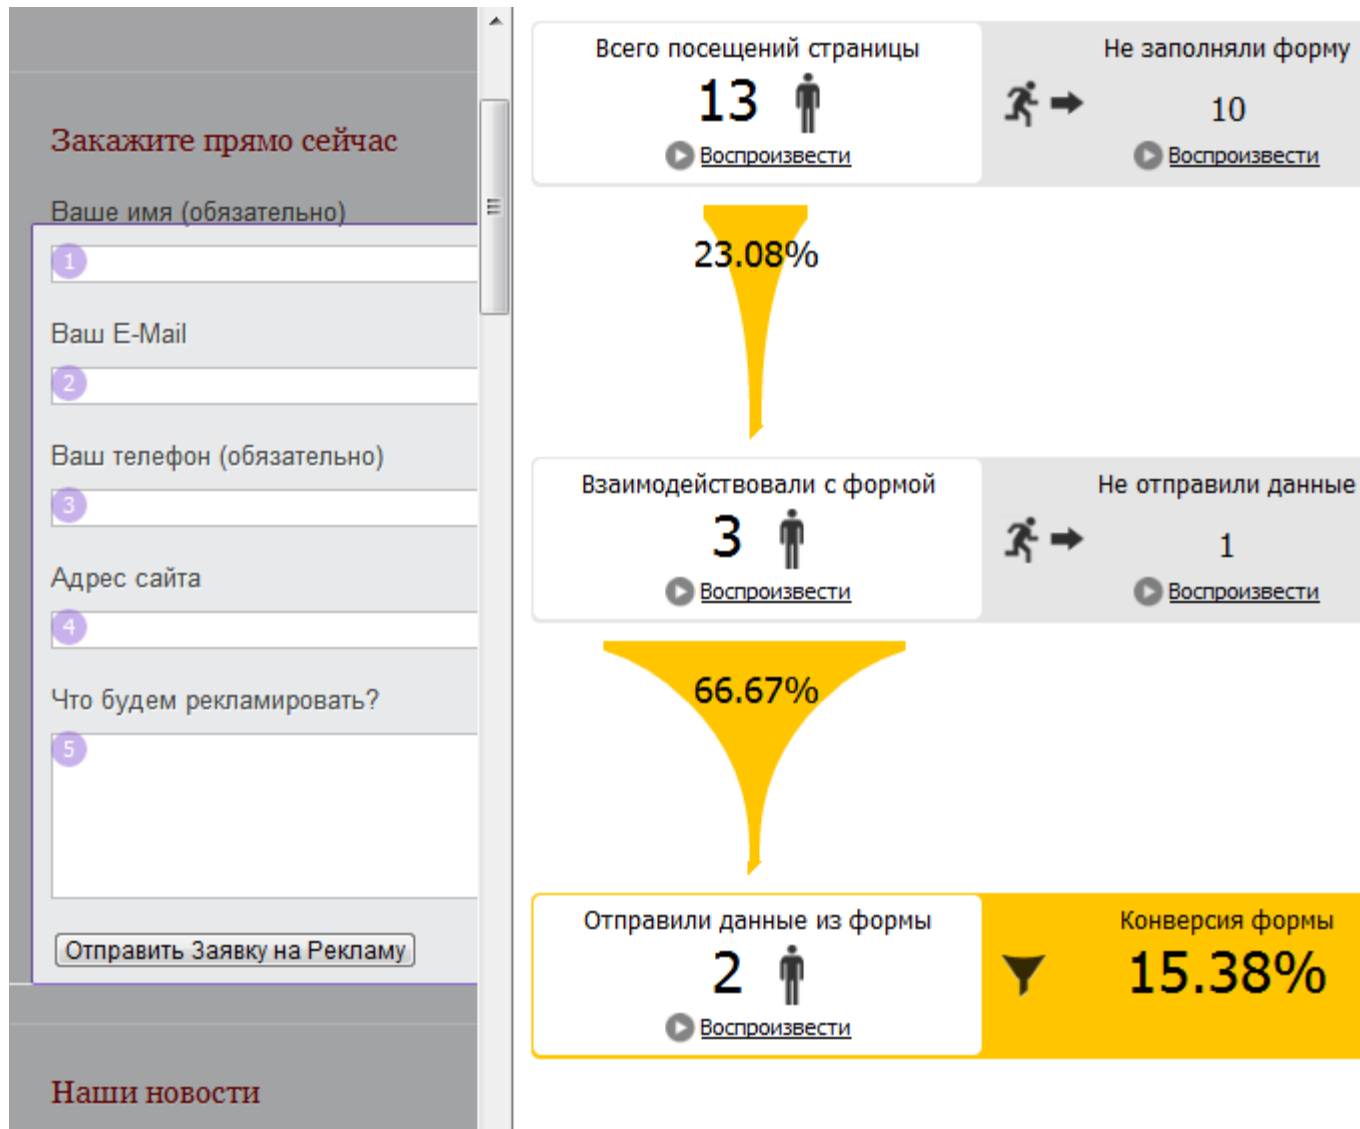 Закажите прямо сейчас
Ваше имя (обязательно)
1
Ваш E-Mail
2
Ваш телефон (обязательно)
3
Адрес сайта
4
Что будем рекламировать?
5
Отправить Заявку на Рекламу
Наши новости
Всего посещений страницы
13
Воспроизвести
Не заполняли форму
10
Воспроизвести
23.08%
Взаимодействовали с формой
3
Воспроизвести
Не отправили данные
1
Воспроизвести
66.67%
Отправили данные из формы
2
Воспроизвести
Конверсия формы
15.38%